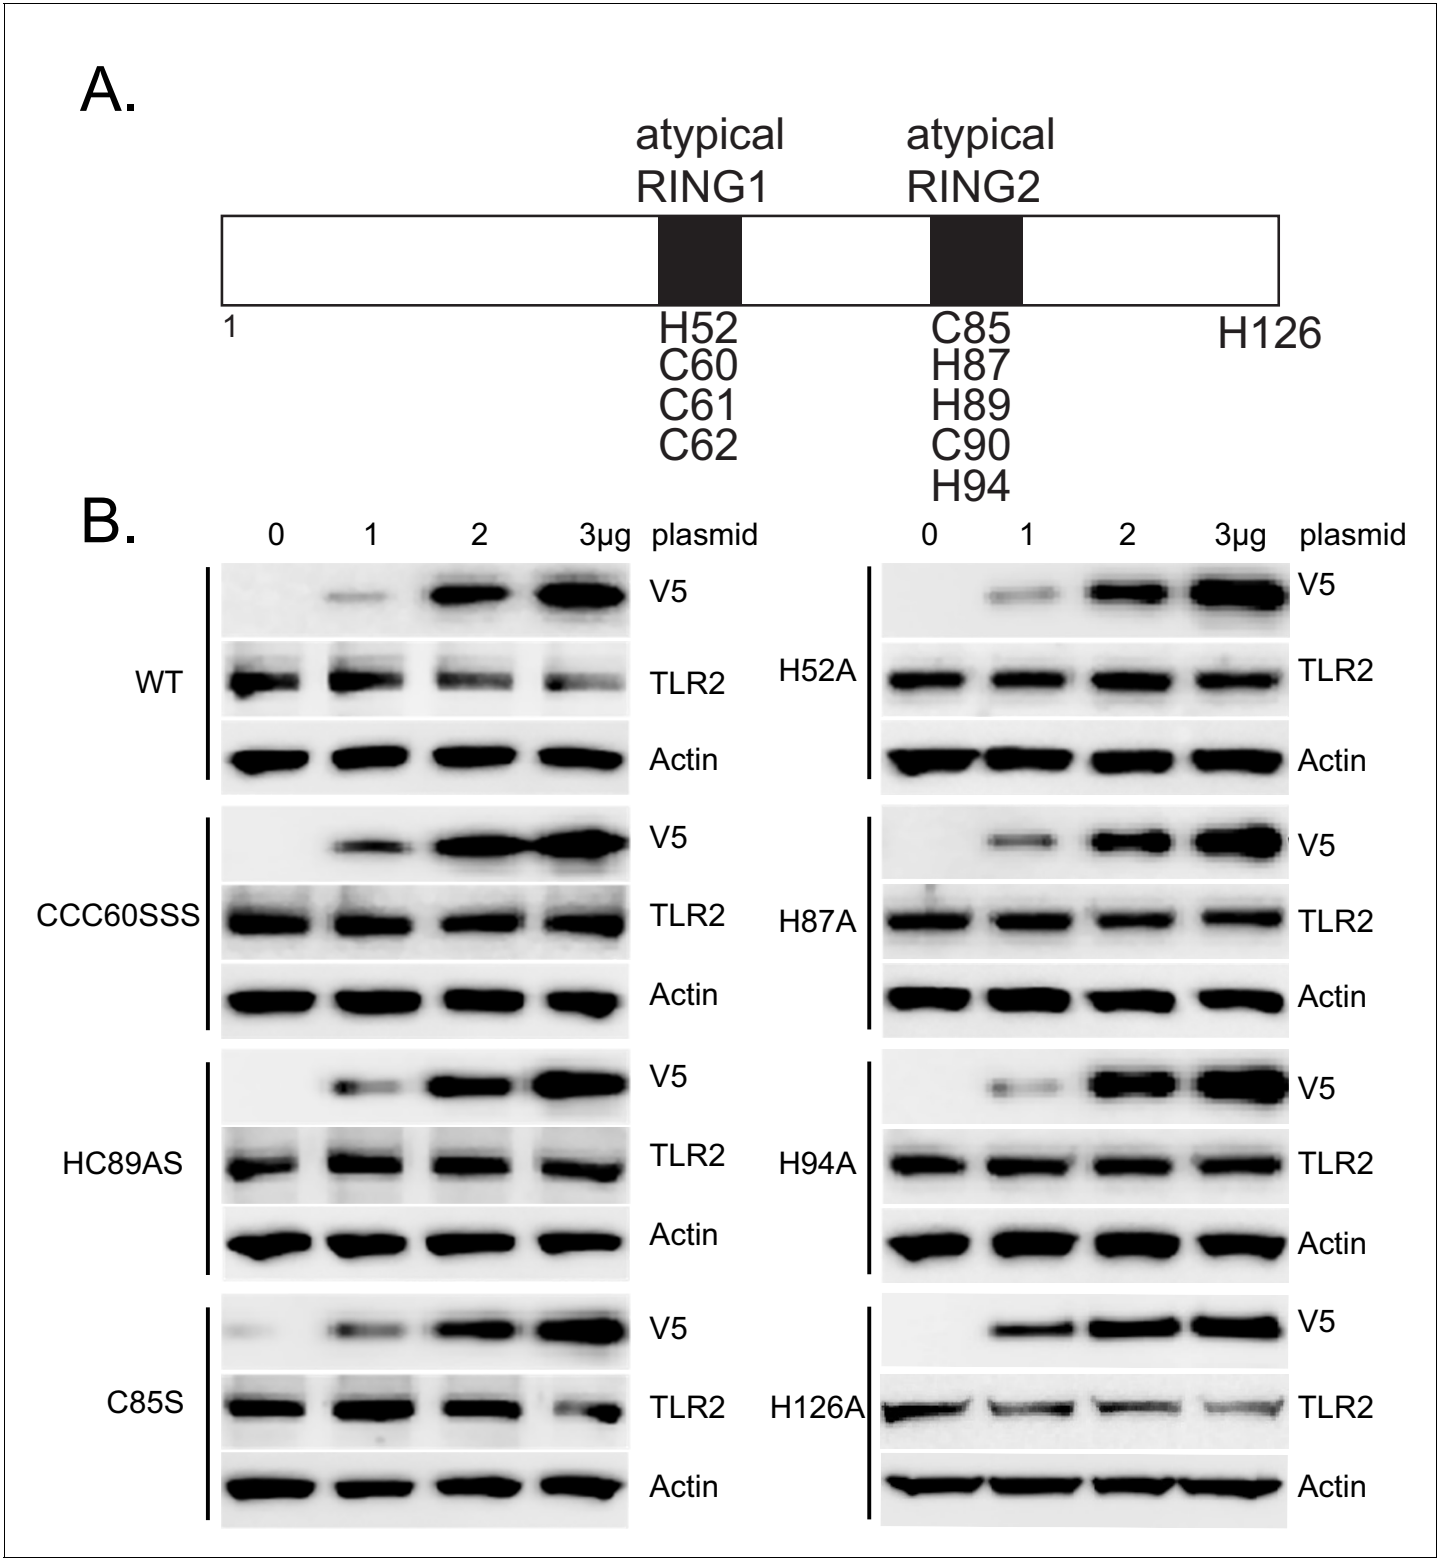 A.
atypical
RING1
atypical
RING2
1
H52
C60
C61
C62
C85
H87
H89
C90
H94
H126
B.
0 1 2 3µg plasmid
WT
V5
TLR2
Actin
CCC60SSS
V5
TLR2
Actin
HC89AS
V5
TLR2
Actin
C85S
V5
TLR2
Actin
0 1 2 3µg plasmid
H52A
V5
TLR2
Actin
H87A
V5
TLR2
Actin
H94A
V5
TLR2
Actin
H126A
V5
TLR2
Actin